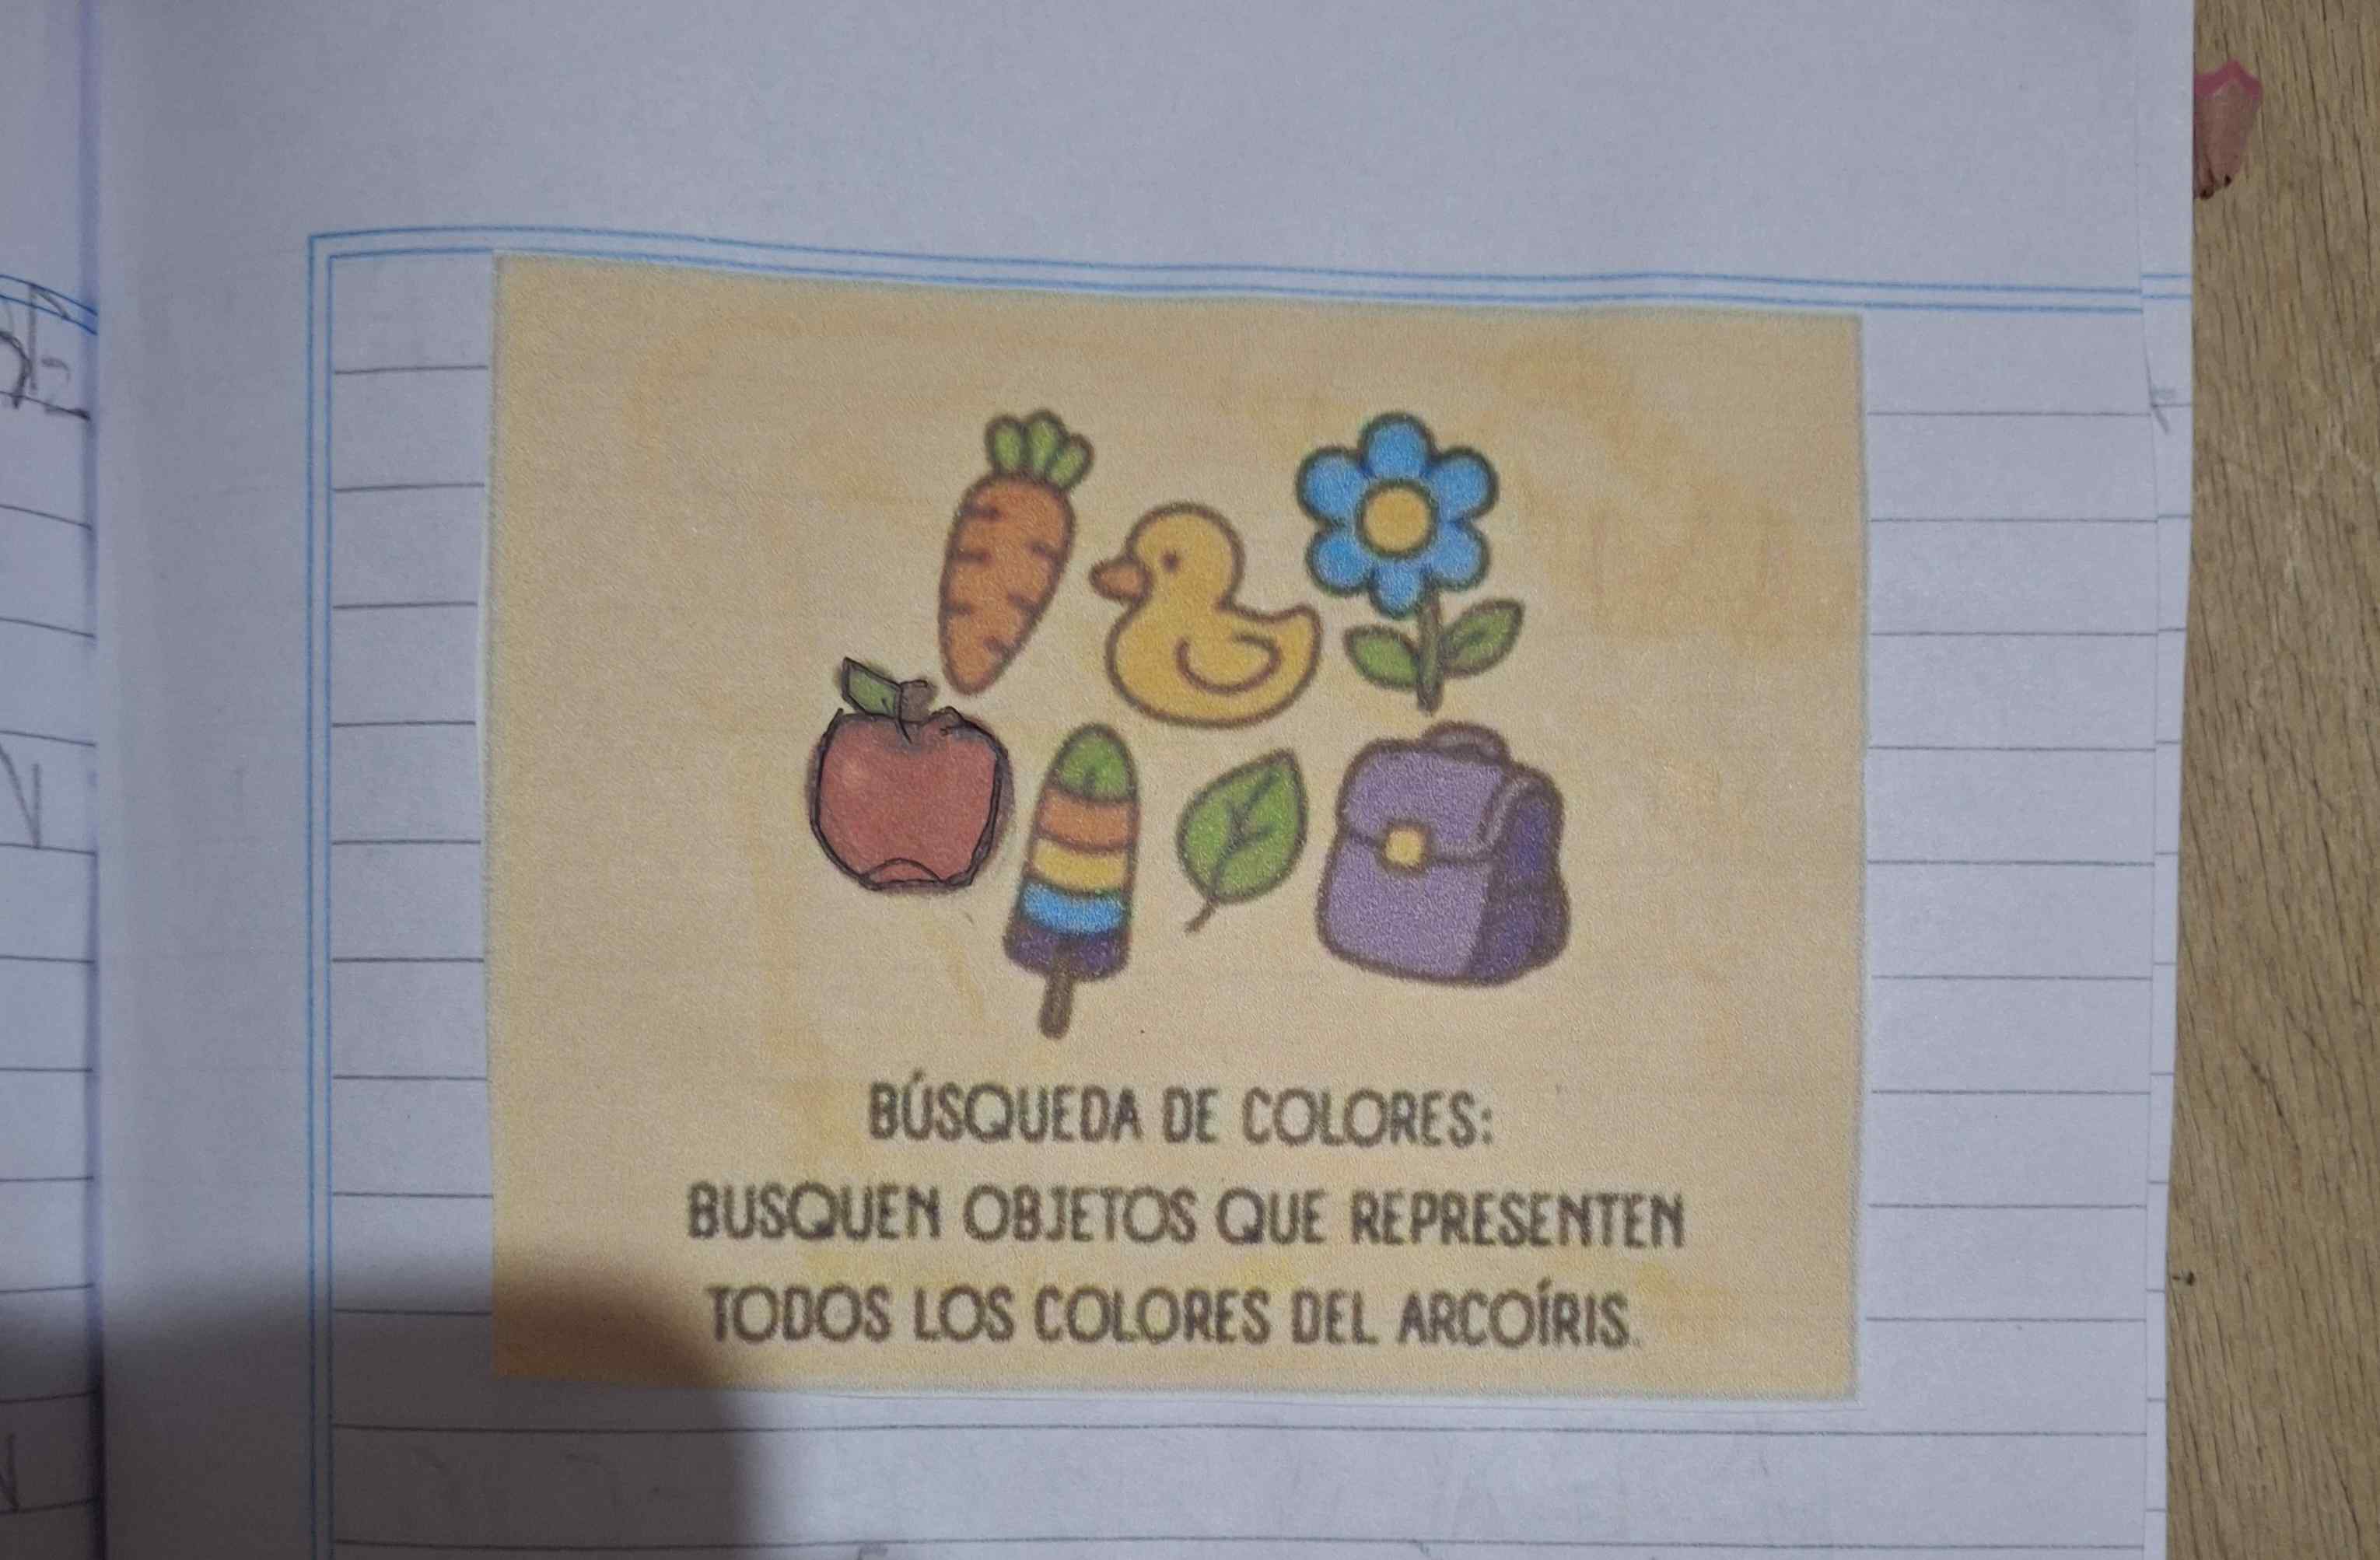 BÚSQUEDA DE COLORES:
BUSQUEN OBJETOS QUE REPRESENTEN
TODOS LOS COLORES DEL ARCOÍRIS.